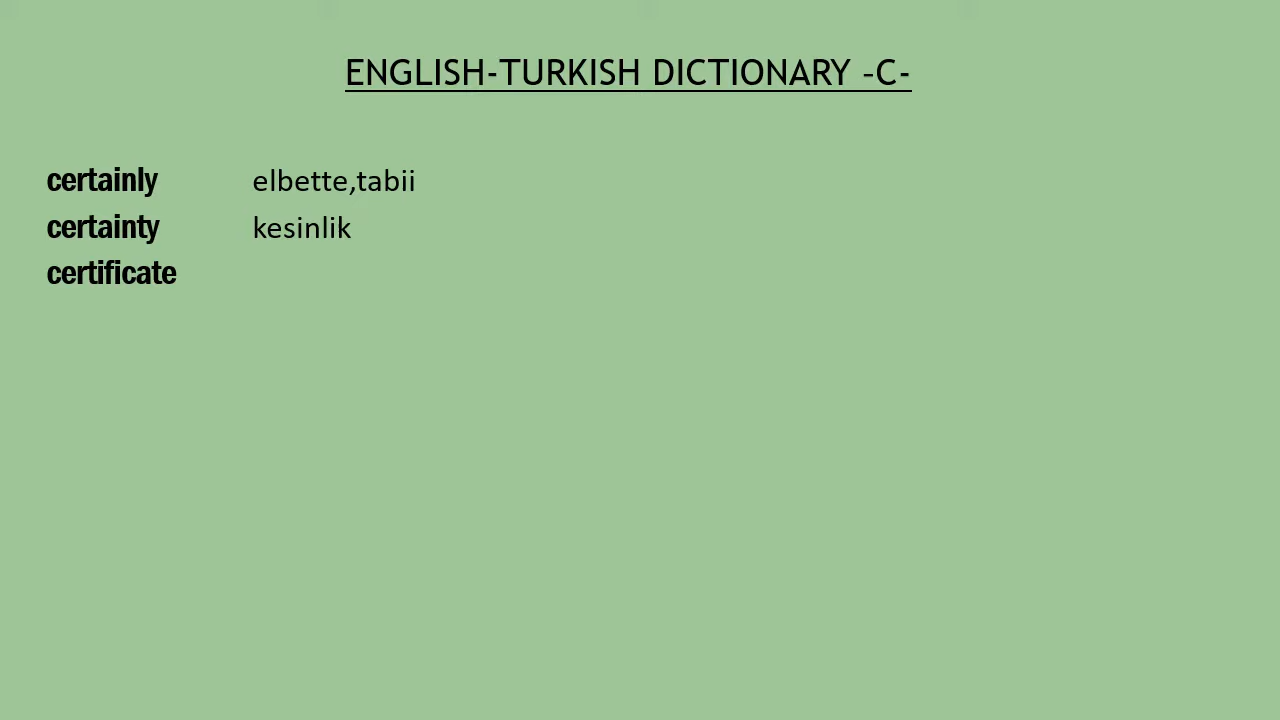 ENGLISH-TURKISH DICTIONARY –C-
certainly elbette,tabii
certainty kesinlik
certificate